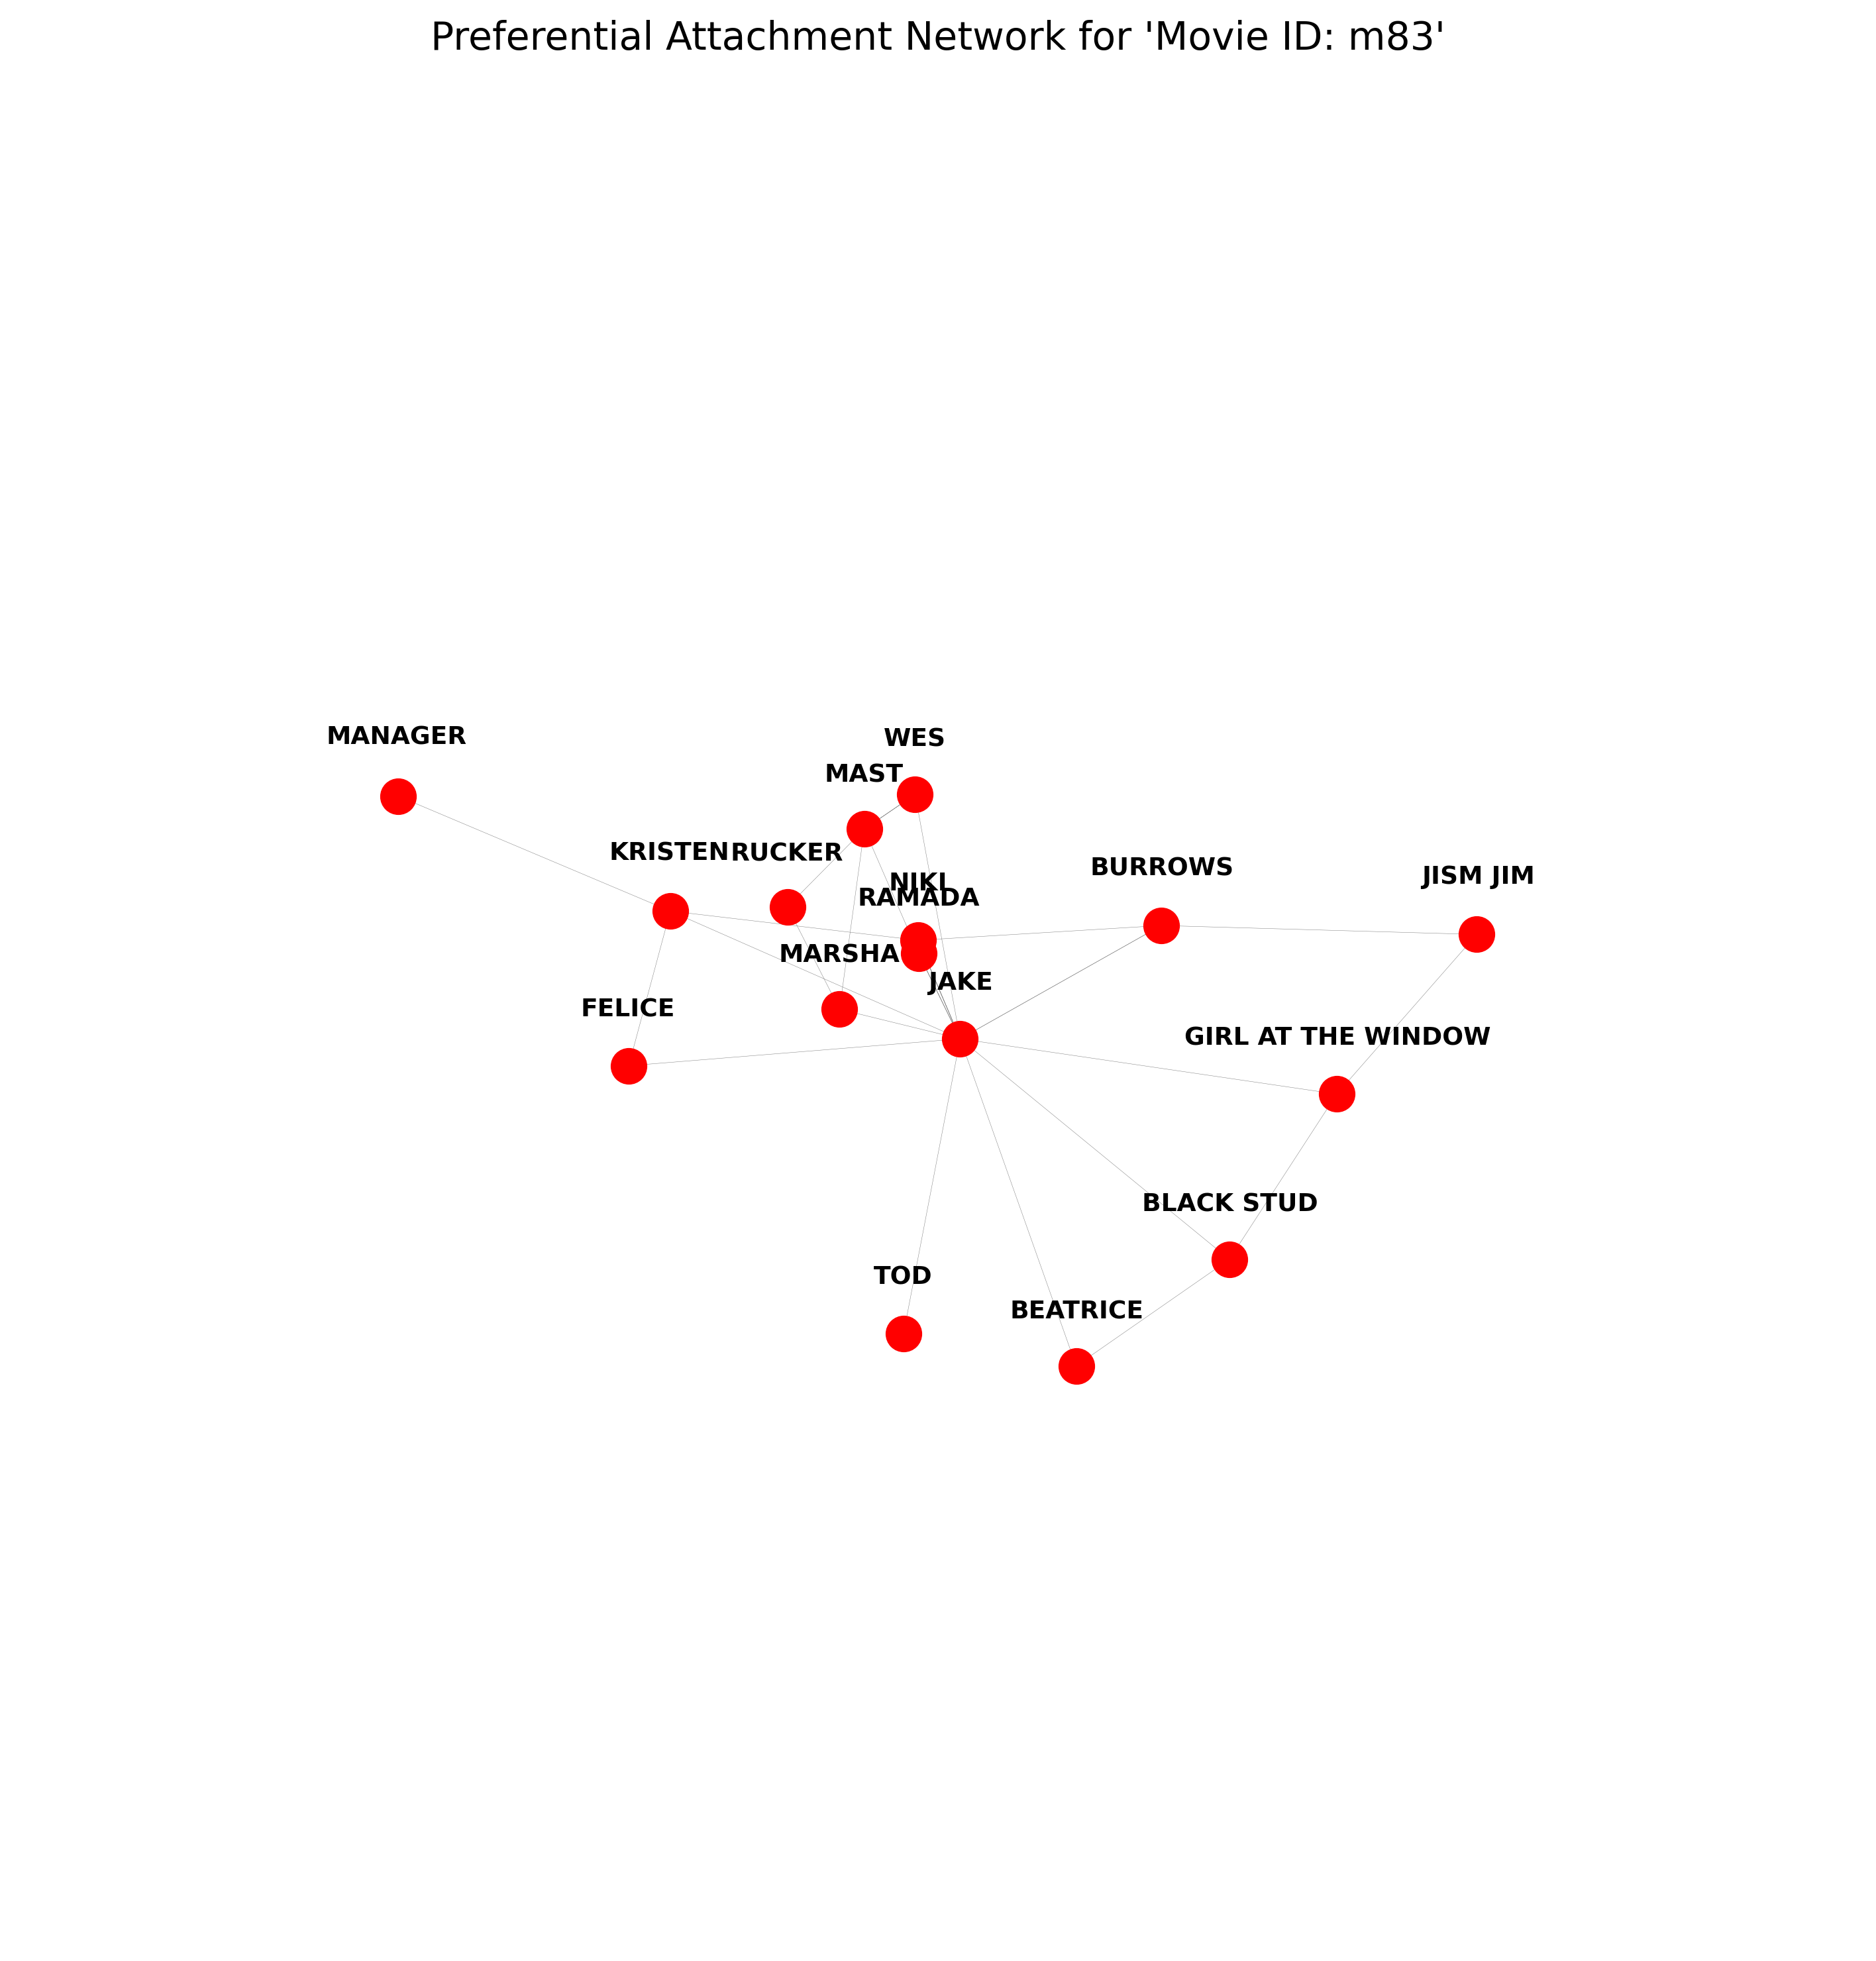 Preferential Attachment Network for 'Movie ID: m83'
MANAGER
WES
MAST
KRISTEN
RUCKER
BURROWS
JISM JIM
NIKI
RAMADA
MARSHA
JAKE
FELICE
GIRL AT THE WINDOW
BLACK STUD
TOD
BEATRICE